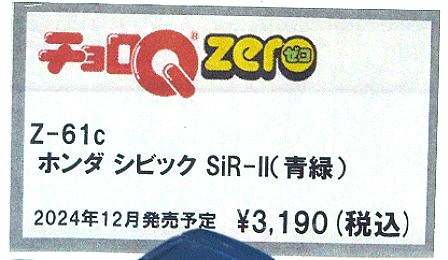 チョロQ® zero ゼロ
Z-61c
ホンダ シビック SiR-II(青緑)
2024年12月発売予定 ¥3,190(税込)